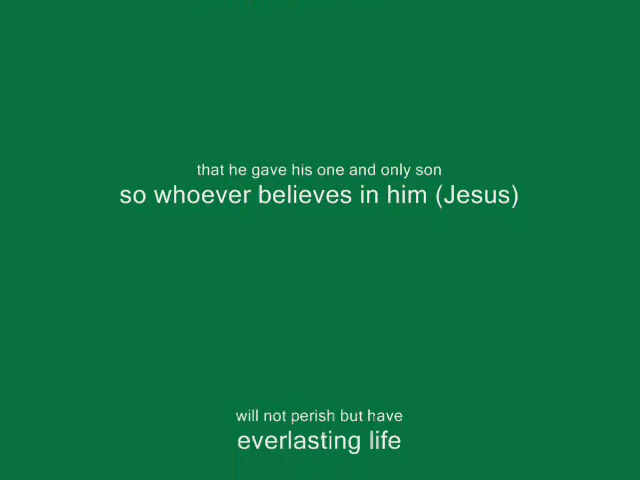 that he gave his one and only son
so whoever believes in him (Jesus)
will not perish but have
everlasting life